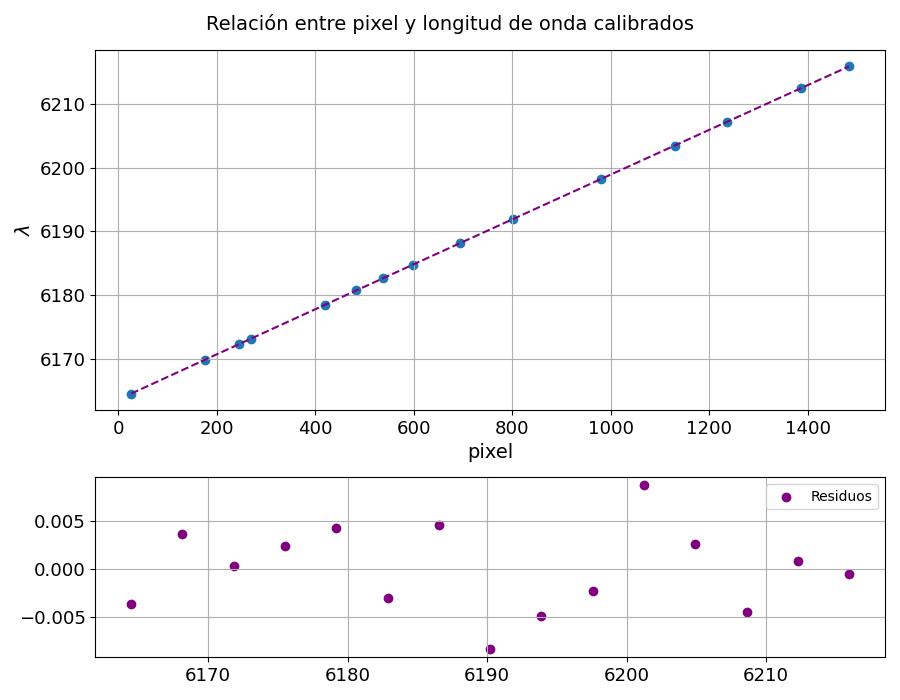 Relación entre pixel y longitud de onda calibrados
6210
6200
6190
6180
6170
λ
0 200 400 600 800 1000 1200 1400
pixel
Residuos
0.005
0.000
−0.005
6170 6180 6190 6200 6210